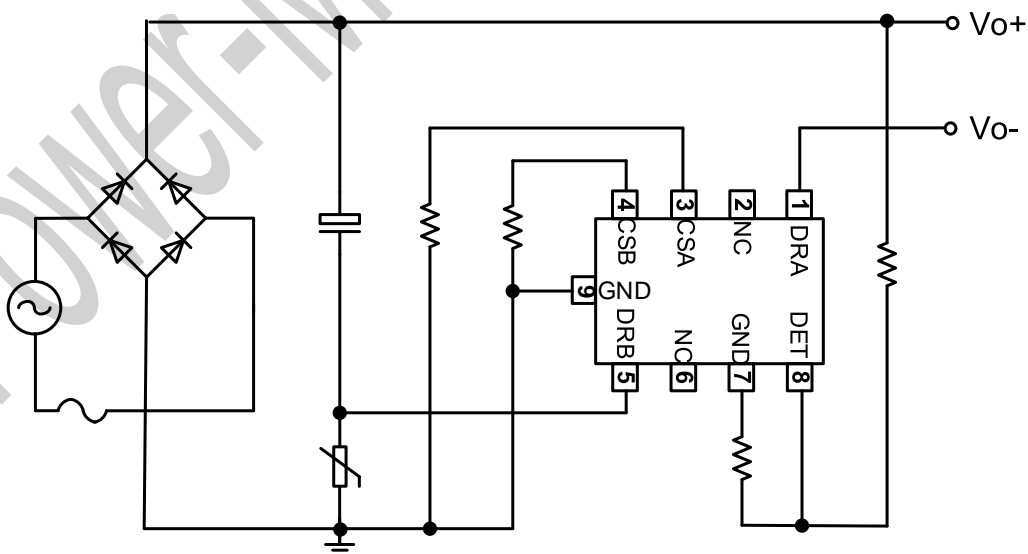 Power-M
Vo+
Vo-
4 3 2 1
CSB CSA NC DRA
9 GND
DRB NC GND DET
5 6 7 8